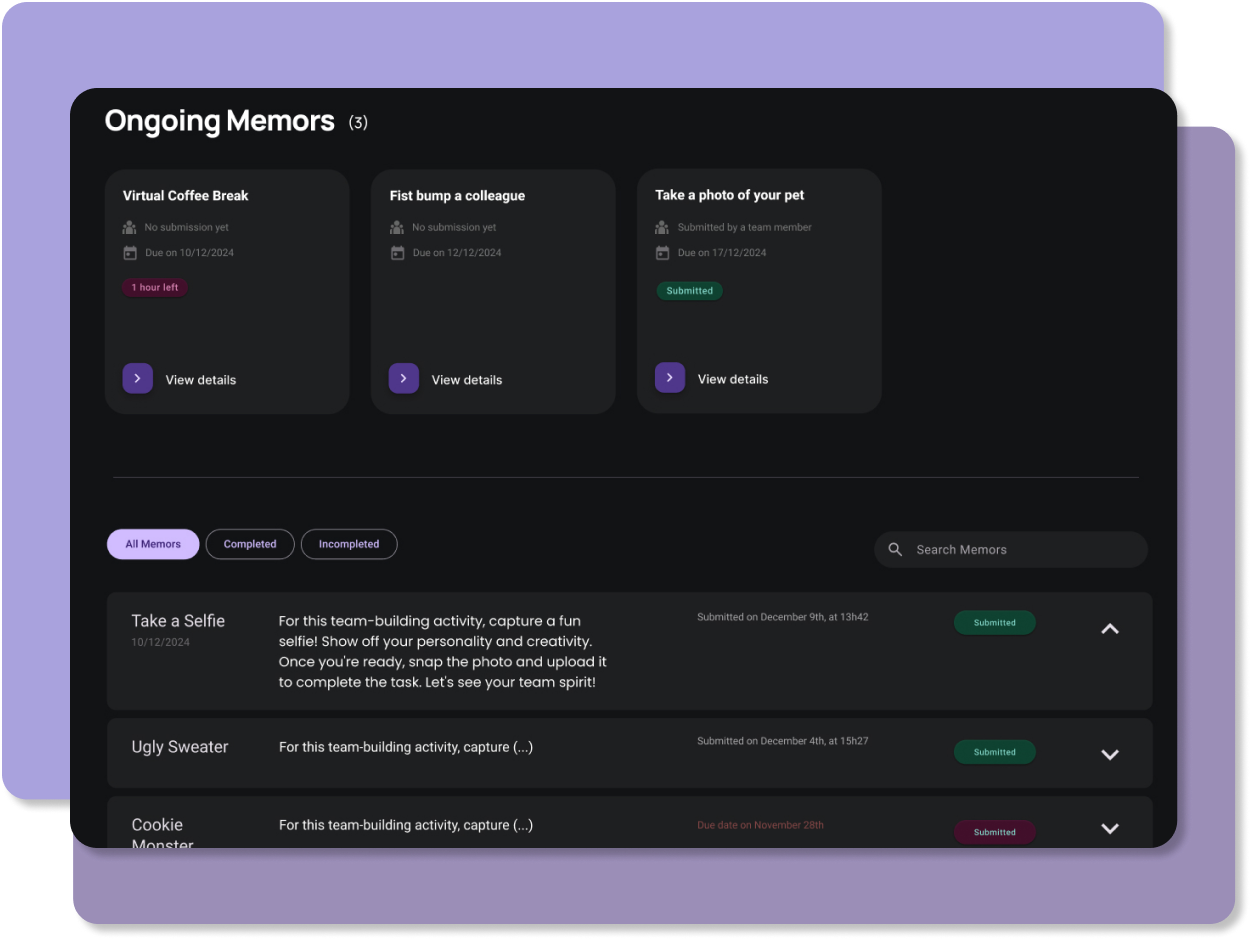 Ongoing Memors (3)
Virtual Coffee Break
No submission yet
Due on 10/12/2024
1 hour left
View details
Fist bump a colleague
No submission yet
Due on 12/12/2024
View details
Take a photo of your pet
Submitted by a team member
Due on 17/12/2024
Submitted
View details
All Memors
Completed
Incompleted
Search Memors
Take a Selfie
10/12/2024
For this team-building activity, capture a fun
selfie! Show off your personality and creativity.
Once you're ready, snap the photo and upload it
to complete the task. Let's see your team spirit!
Submitted on December 9th, at 13h42
Submitted
Ugly Sweater
For this team-building activity, capture (...)
Submitted on December 4th, at 15h27
Submitted
Cookie
Monster
For this team-building activity, capture (...)
Due date on November 28th
Submitted